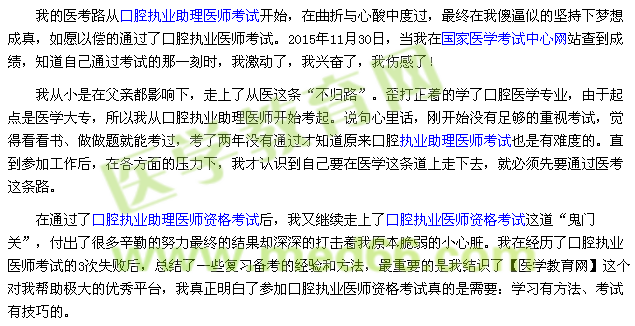 我的医考路从口腔执业助理医师考试开始，在曲折与心酸中度过，最终在我傻逼似的坚持下梦想
成真，如愿以偿的通过了口腔执业医师考试。2015年11月30日，当我在国家医学考试中心网站查到成
绩，知道自己通过考试的那一刻时，我激动了，我兴奋了，我伤感了！
我从小是在父亲都影响下，走上了从医这条“不归路”。歪打正着的学了口腔医学专业，由于起
点是医学大专，所以我从口腔执业助理医师开始考起。说句心里话，刚开始没有足够的重视考试，觉
得看看书、做做题就能考过，考了两年没有通过才知道原来口腔执业助理医师考试也是有难度的。直
到参加工作后，在各方面的压力下，我才认识到自己要在医学这条道上走下去，就必须先要通过医考
这条路。
在通过了口腔执业助理医师资格考试后，我又继续走上了口腔执业医师资格考试这道“鬼门
关”，付出了很多辛勤的努力最终的结果却深深的打击着我原本脆弱的小心脏。我在经历了口腔执业
医师考试的3次失败后，总结了一些复习备考的经验和方法，最重要的是我结识了【医学教育网】这个
对我帮助极大的优秀平台，我真正明白了参加口腔执业医师资格考试真的是需要：学习有方法、考试
有技巧的。
医学教育网
www.med66.com